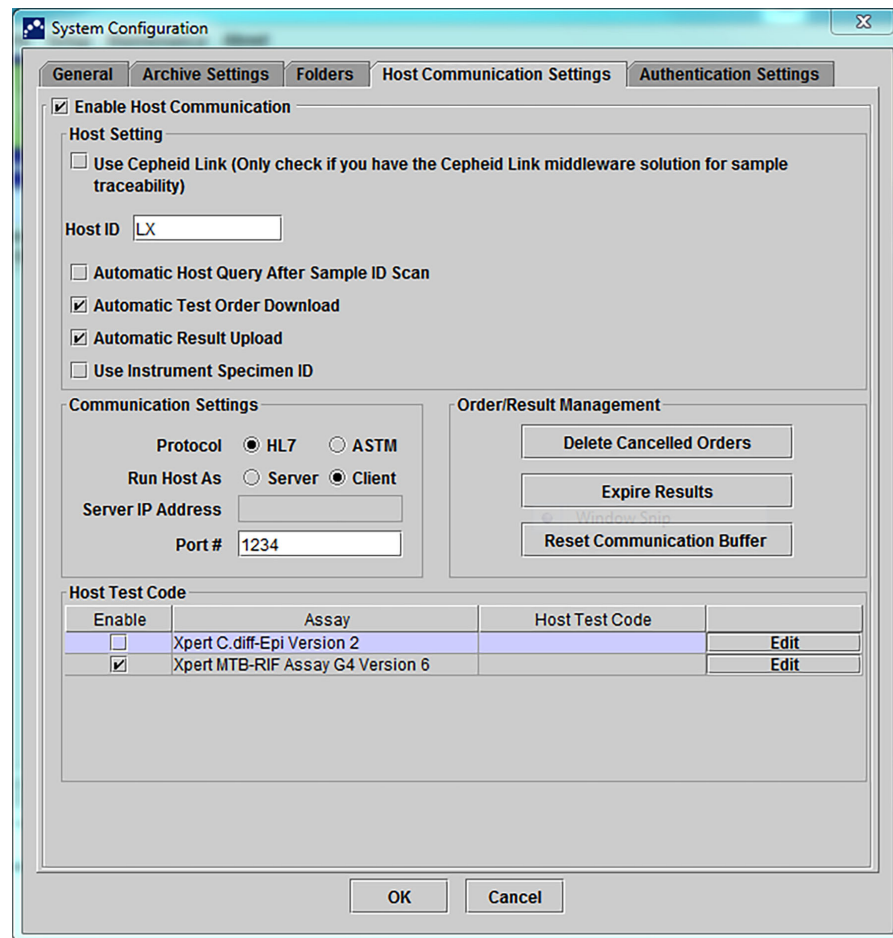 System Configuration
General
Archive Settings
Folders
Host Communication Settings
Authentication Settings
Enable Host Communication
Host Setting
Use Cepheid Link (Only check if you have the Cepheid Link middleware solution for sample
traceability)
Host ID LX
Automatic Host Query After Sample ID Scan
Automatic Test Order Download
Automatic Result Upload
Use Instrument Specimen ID
Communication Settings
Protocol HL7 ASTM
Run Host As Server Client
Server IP Address
Port # 1234
Order/Result Management
Delete Cancelled Orders
Expire Results
Window Snip
Reset Communication Buffer
Host Test Code
Enable Assay Host Test Code
Xpert C.diff-Epi Version 2 Edit
Xpert MTB-RIF Assay G4 Version 6 Edit
OK
Cancel